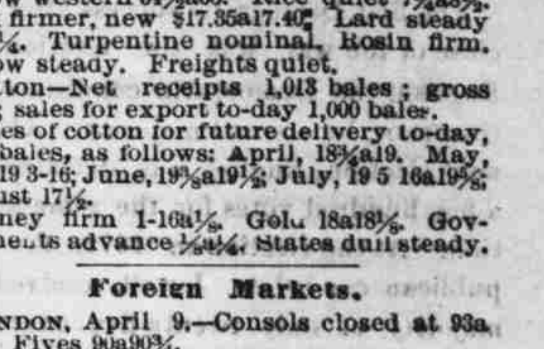 firmer, new $17.35a17.40; Lard steady
Turpentine nominal. Rosin firm.
steady. Freights quiet.
ton—Net receipts 1,013 bales; gross
; sales for export to-day 1,000 bales.
es of cotton for future delivery to-day,
bales, as follows: April, 18¾a19. May,
19 3-16; June, 19⅜a19½; July, 19 5 16a19⅝;
ust 17½.
ney firm 1-16a⅛. Gold 18a18⅛. Gov-
ments advance ⅛a¼. States dull steady.
Foreign Markets.
NDON, April 9.—Consols closed at 93a
Fives 90a90¾.